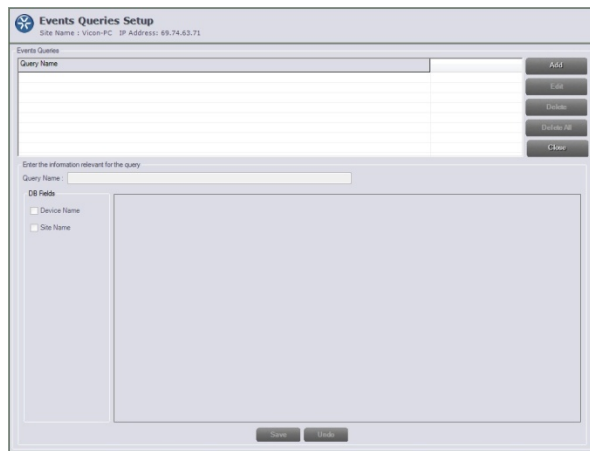 Events Queries Setup
Site Name : Vicon-PC IP Address: 69.74.63.71
Events Queries
Query Name
Add
Edit
Delete
Delete All
Close
Enter the information relevant for the query
Query Name :
DB Fields
Device Name
Site Name
Save
Undo